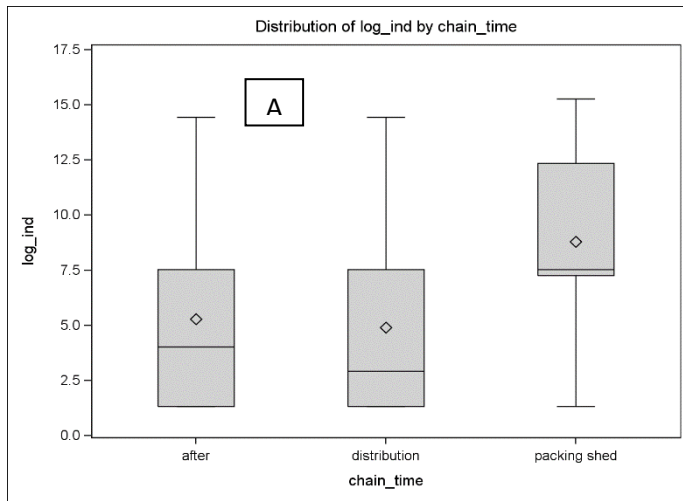 Distribution of log_ind by chain_time
A
17.5
15.0
12.5
10.0
7.5
5.0
2.5
0.0
log_ind
after distribution packing shed
chain_time